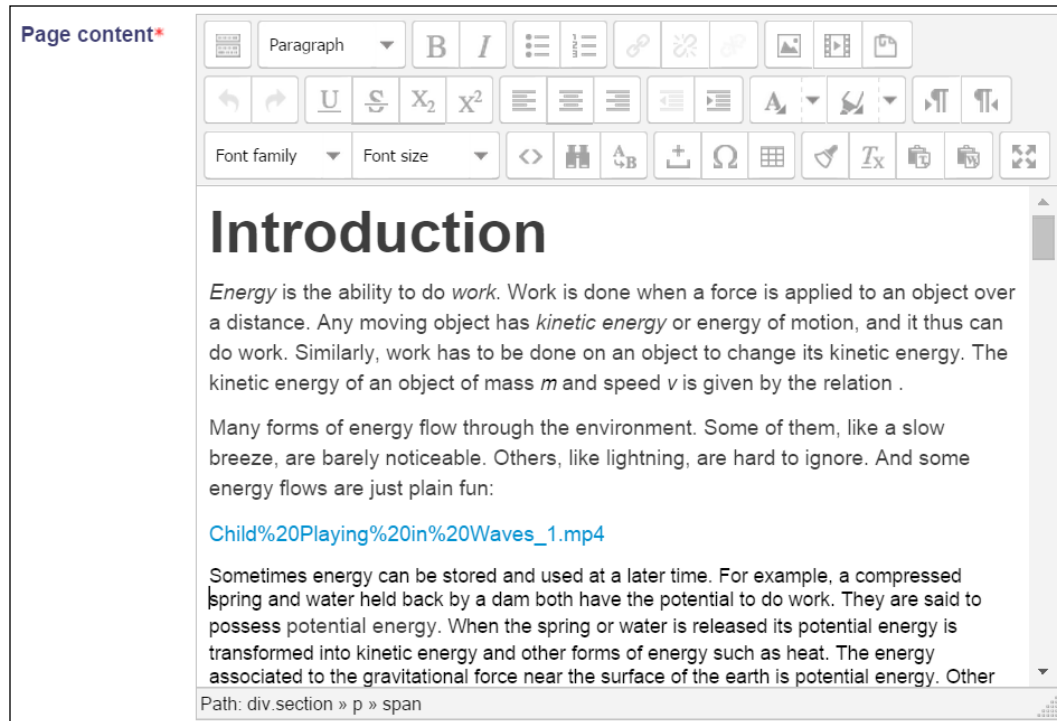 Page content*
Paragraph
B I
U S X2 X2
A
Font family Font size
A B Ω Tx T W
Introduction
Energy is the ability to do work. Work is done when a force is applied to an object over
a distance. Any moving object has kinetic energy or energy of motion, and it thus can
do work. Similarly, work has to be done on an object to change its kinetic energy. The
kinetic energy of an object of mass m and speed v is given by the relation .
Many forms of energy flow through the environment. Some of them, like a slow
breeze, are barely noticeable. Others, like lightning, are hard to ignore. And some
energy flows are just plain fun:
Child%20Playing%20in%20Waves_1.mp4
Sometimes energy can be stored and used at a later time. For example, a compressed
spring and water held back by a dam both have the potential to do work. They are said to
possess potential energy. When the spring or water is released its potential energy is
transformed into kinetic energy and other forms of energy such as heat. The energy
associated to the gravitational force near the surface of the earth is potential energy. Other
Path: div.section » p » span